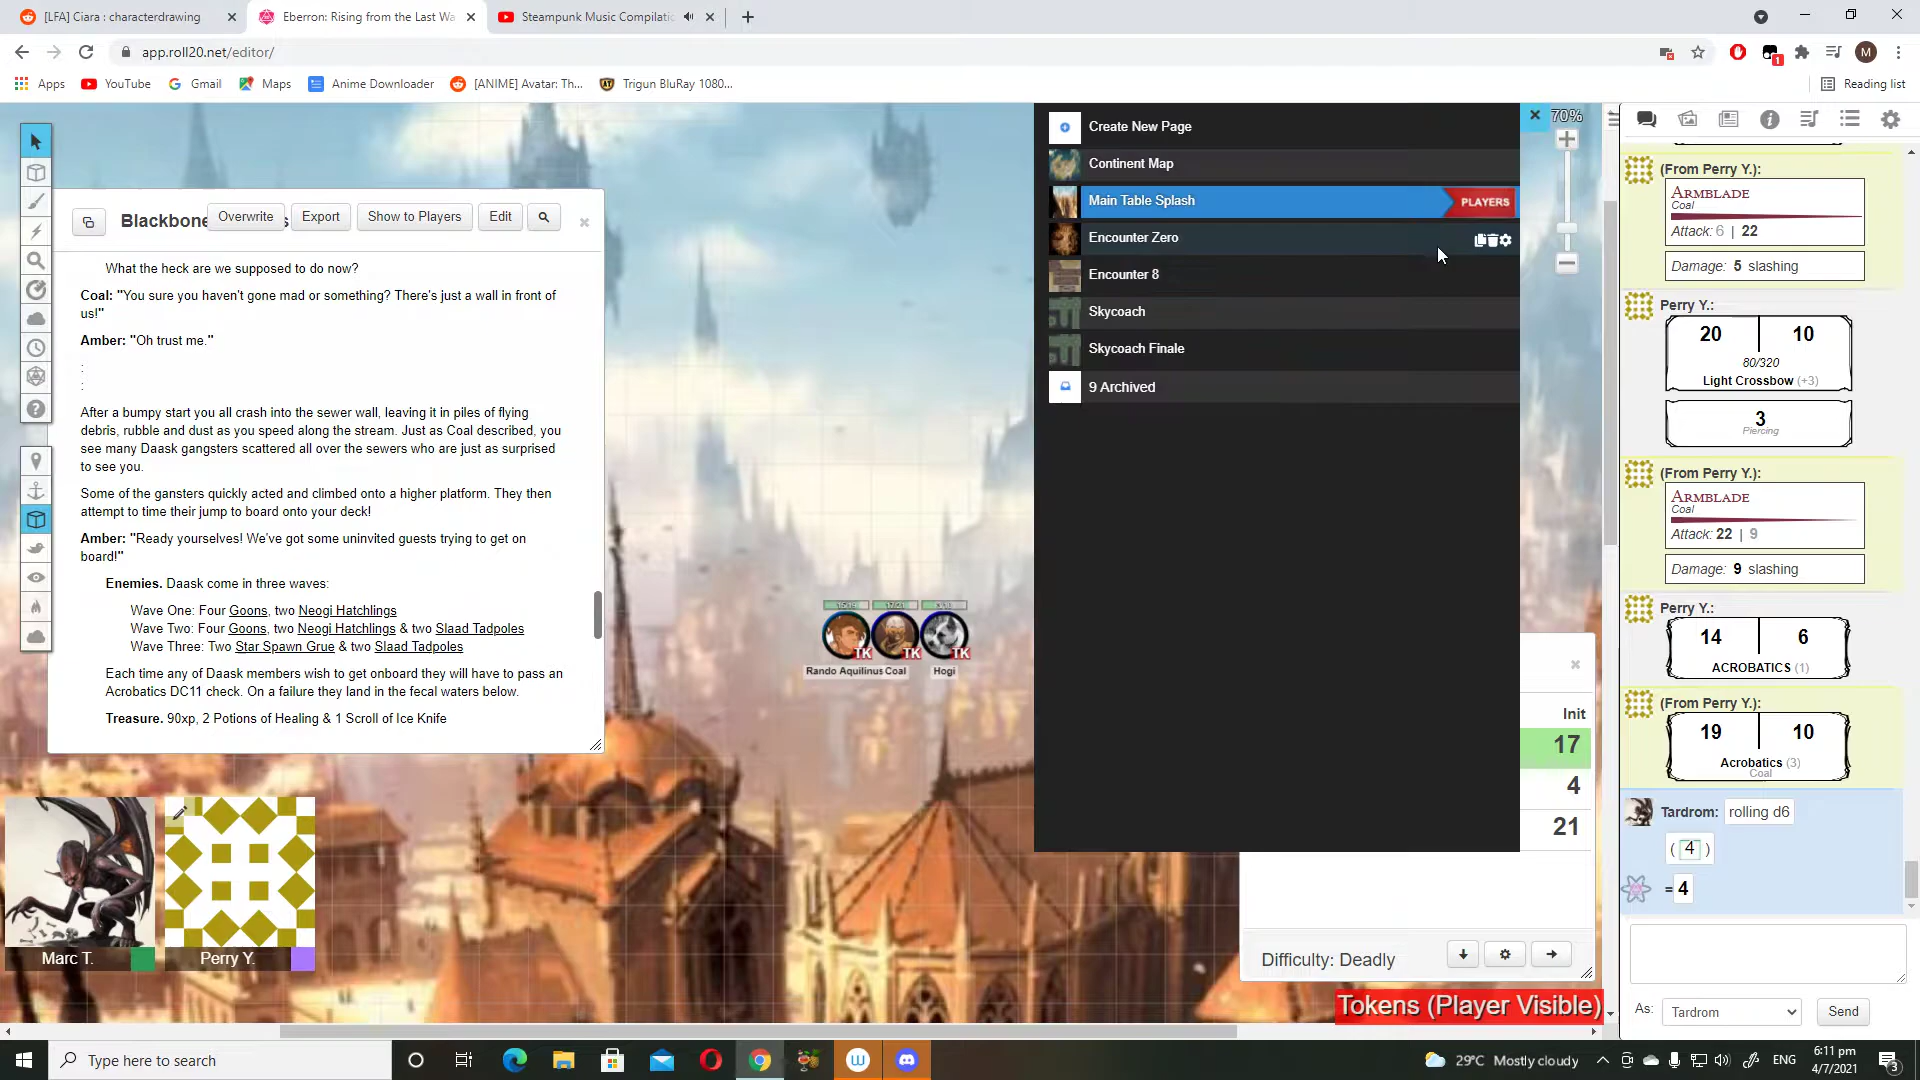 [LFA] Ciara : characterdrawing
Eberron: Rising from the Last Wa
Steampunk Music Compilatio
app.roll20.net/editor/
M
1
Apps
YouTube
Gmail
Maps
Anime Downloader
[ANIME] Avatar: Th...
Trigun BluRay 1080...
Reading list
Create New Page
Continent Map
Main Table Splash
PLAYERS
Encounter Zero
Encounter 8
Skycoach
Skycoach Finale
9 Archived
70%
Blackbone
Overwrite
Export
Show to Players
Edit
What the heck are we supposed to do now?
Coal: "You sure you haven't gone mad or something? There's just a wall in front of
us!"
Amber: "Oh trust me."
:
:
After a bumpy start you all crash into the sewer wall, leaving it in piles of flying
debris, rubble and dust as you speed along the stream. Just as Coal described, you
see many Daask gangsters scattered all over the sewers who are just as surprised
to see you.
Some of the gansters quickly acted and climbed onto a higher platform. They then
attempt to time their jump to board onto your deck!
Amber: "Ready yourselves! We've got some uninvited guests trying to get on
board!"
Enemies. Daask come in three waves:
Wave One: Four Goons, two Neogi Hatchlings
Wave Two: Four Goons, two Neogi Hatchlings & two Slaad Tadpoles
Wave Three: Two Star Spawn Grue & two Slaad Tadpoles
Each time any of Daask members wish to get onboard they will have to pass an
Acrobatics DC11 check. On a failure they land in the fecal waters below.
Treasure. 90xp, 2 Potions of Healing & 1 Scroll of Ice Knife
TK
TK
TK
Rando Aquilinus
Coal
Hogi
Marc T.
Perry Y.
Init
17
4
21
Difficulty: Deadly
Tokens (Player Visible)
(From Perry Y.):
ARMBLADE
Coal
Attack: 6 | 22
Damage: 5 slashing
Perry Y.:
20 10
80/320
Light Crossbow (+3)
3
Piercing
(From Perry Y.):
ARMBLADE
Coal
Attack: 22 | 9
Damage: 9 slashing
Perry Y.:
14 6
ACROBATICS (1)
(From Perry Y.):
19 10
Acrobatics (3)
Coal
Tardrom: rolling d6
( 4 )
= 4
As: Tardrom
Send
Type here to search
29°C Mostly cloudy
ENG
6:11 pm
4/7/2021
3